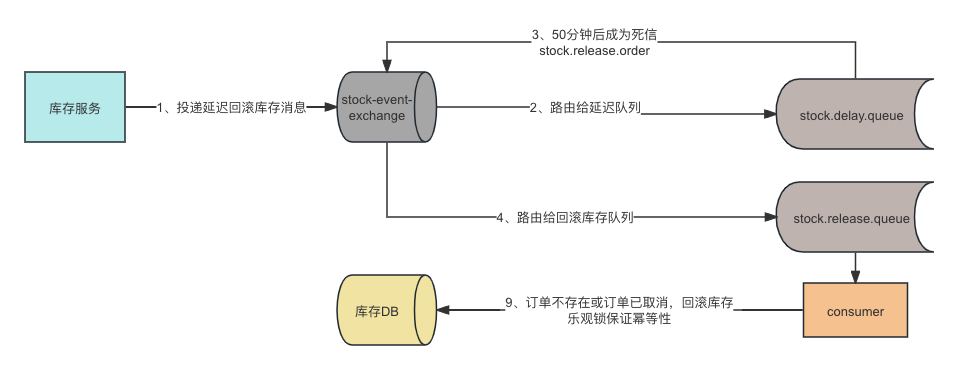 3、50分钟后成为死信
stock.release.order
库存服务
1、投递延迟回滚库存消息
stock-event-
exchange
2、路由给延迟队列
stock.delay.queue
4、路由给回滚库存队列
stock.release.queue
库存DB
9、订单不存在或订单已取消，回滚库存
乐观锁保证幂等性
consumer